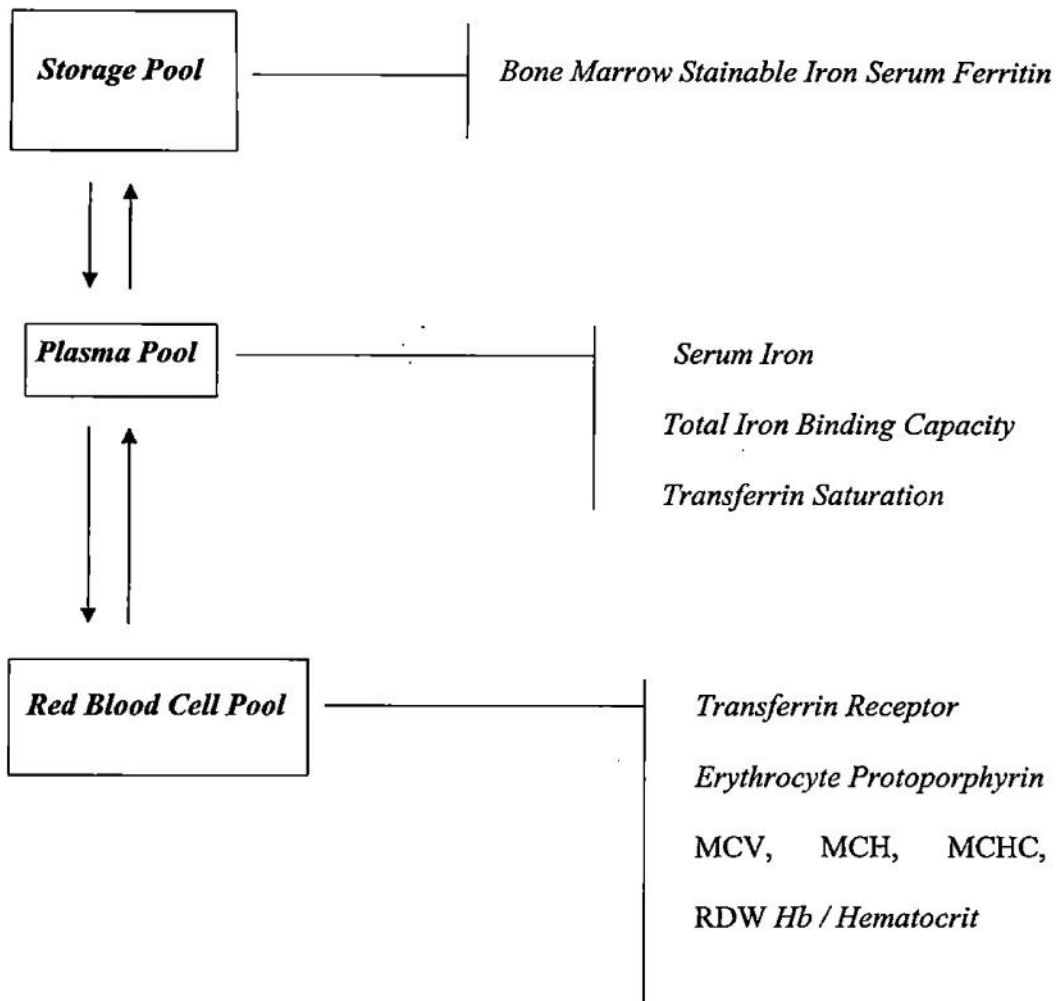 Storage Pool
Bone Marrow Stainable Iron Serum Ferritin
Plasma Pool
Serum Iron
Total Iron Binding Capacity
Transferrin Saturation
Red Blood Cell Pool
Transferrin Receptor
Erythrocyte Protoporphyrin
MCV, MCH, MCHC,
RDW Hb / Hematocrit